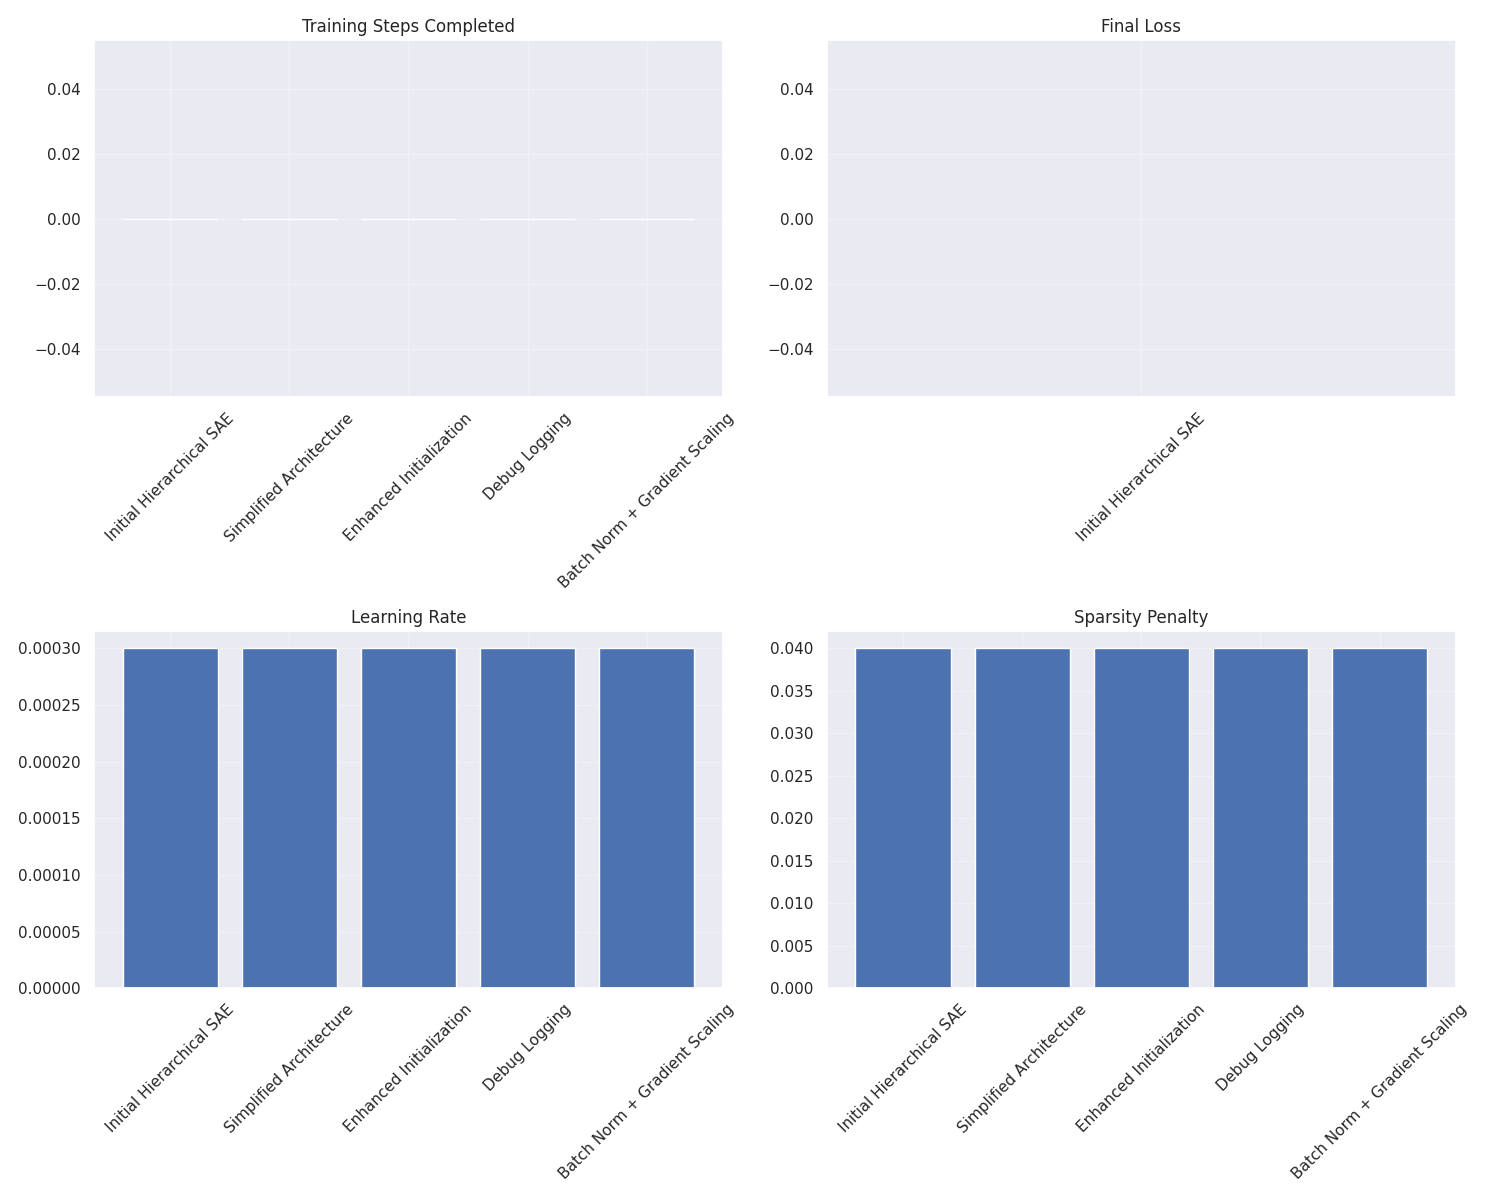 Training Steps Completed
0.04
0.02
0.00
−0.02
−0.04
Initial Hierarchical SAE
Simplified Architecture
Enhanced Initialization
Debug Logging
Batch Norm + Gradient Scaling
Final Loss
0.04
0.02
0.00
−0.02
−0.04
Initial Hierarchical SAE
Learning Rate
0.00030
0.00025
0.00020
0.00015
0.00010
0.00005
0.00000
Initial Hierarchical SAE
Simplified Architecture
Enhanced Initialization
Debug Logging
Batch Norm + Gradient Scaling
Sparsity Penalty
0.040
0.035
0.030
0.025
0.020
0.015
0.010
0.005
0.000
Initial Hierarchical SAE
Simplified Architecture
Enhanced Initialization
Debug Logging
Batch Norm + Gradient Scaling